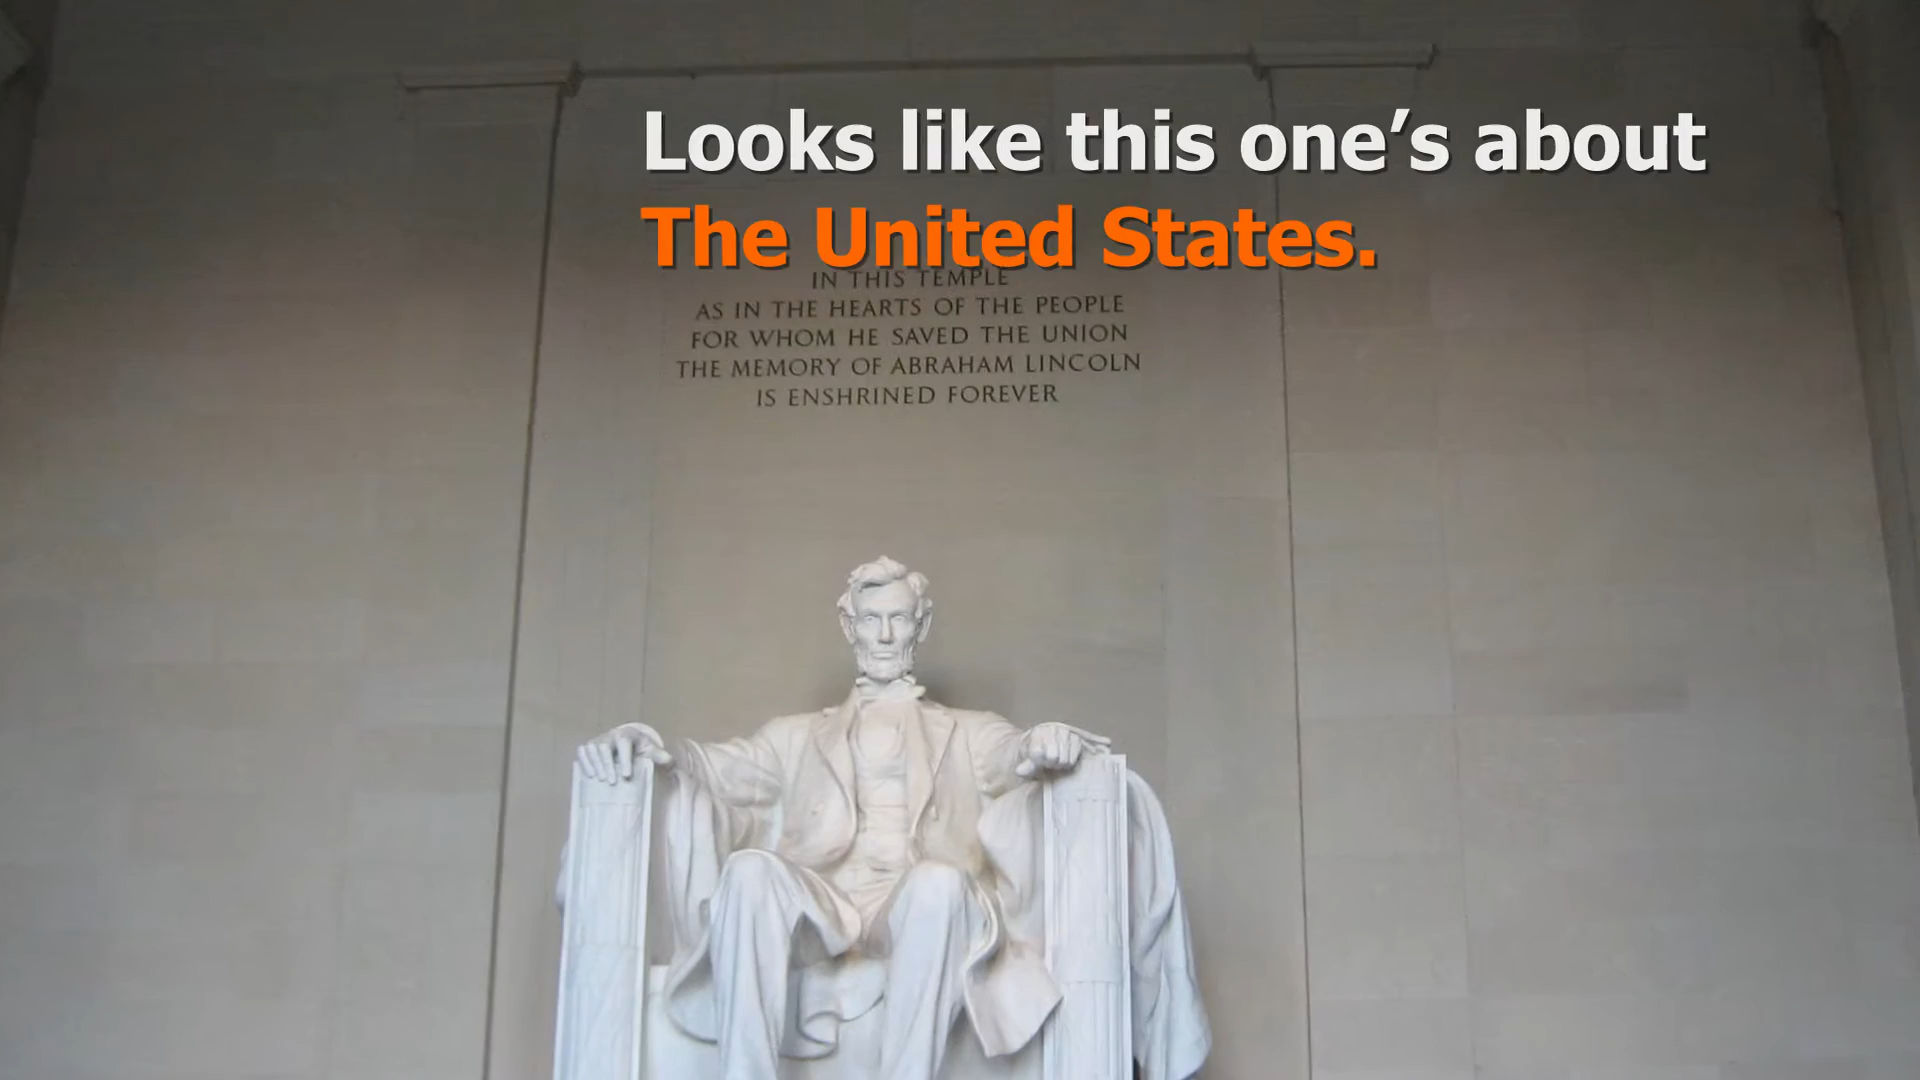 Looks like this one’s about
The United States.
IN THIS TEMPLE
AS IN THE HEARTS OF THE PEOPLE
FOR WHOM HE SAVED THE UNION
THE MEMORY OF ABRAHAM LINCOLN
IS ENSHRINED FOREVER